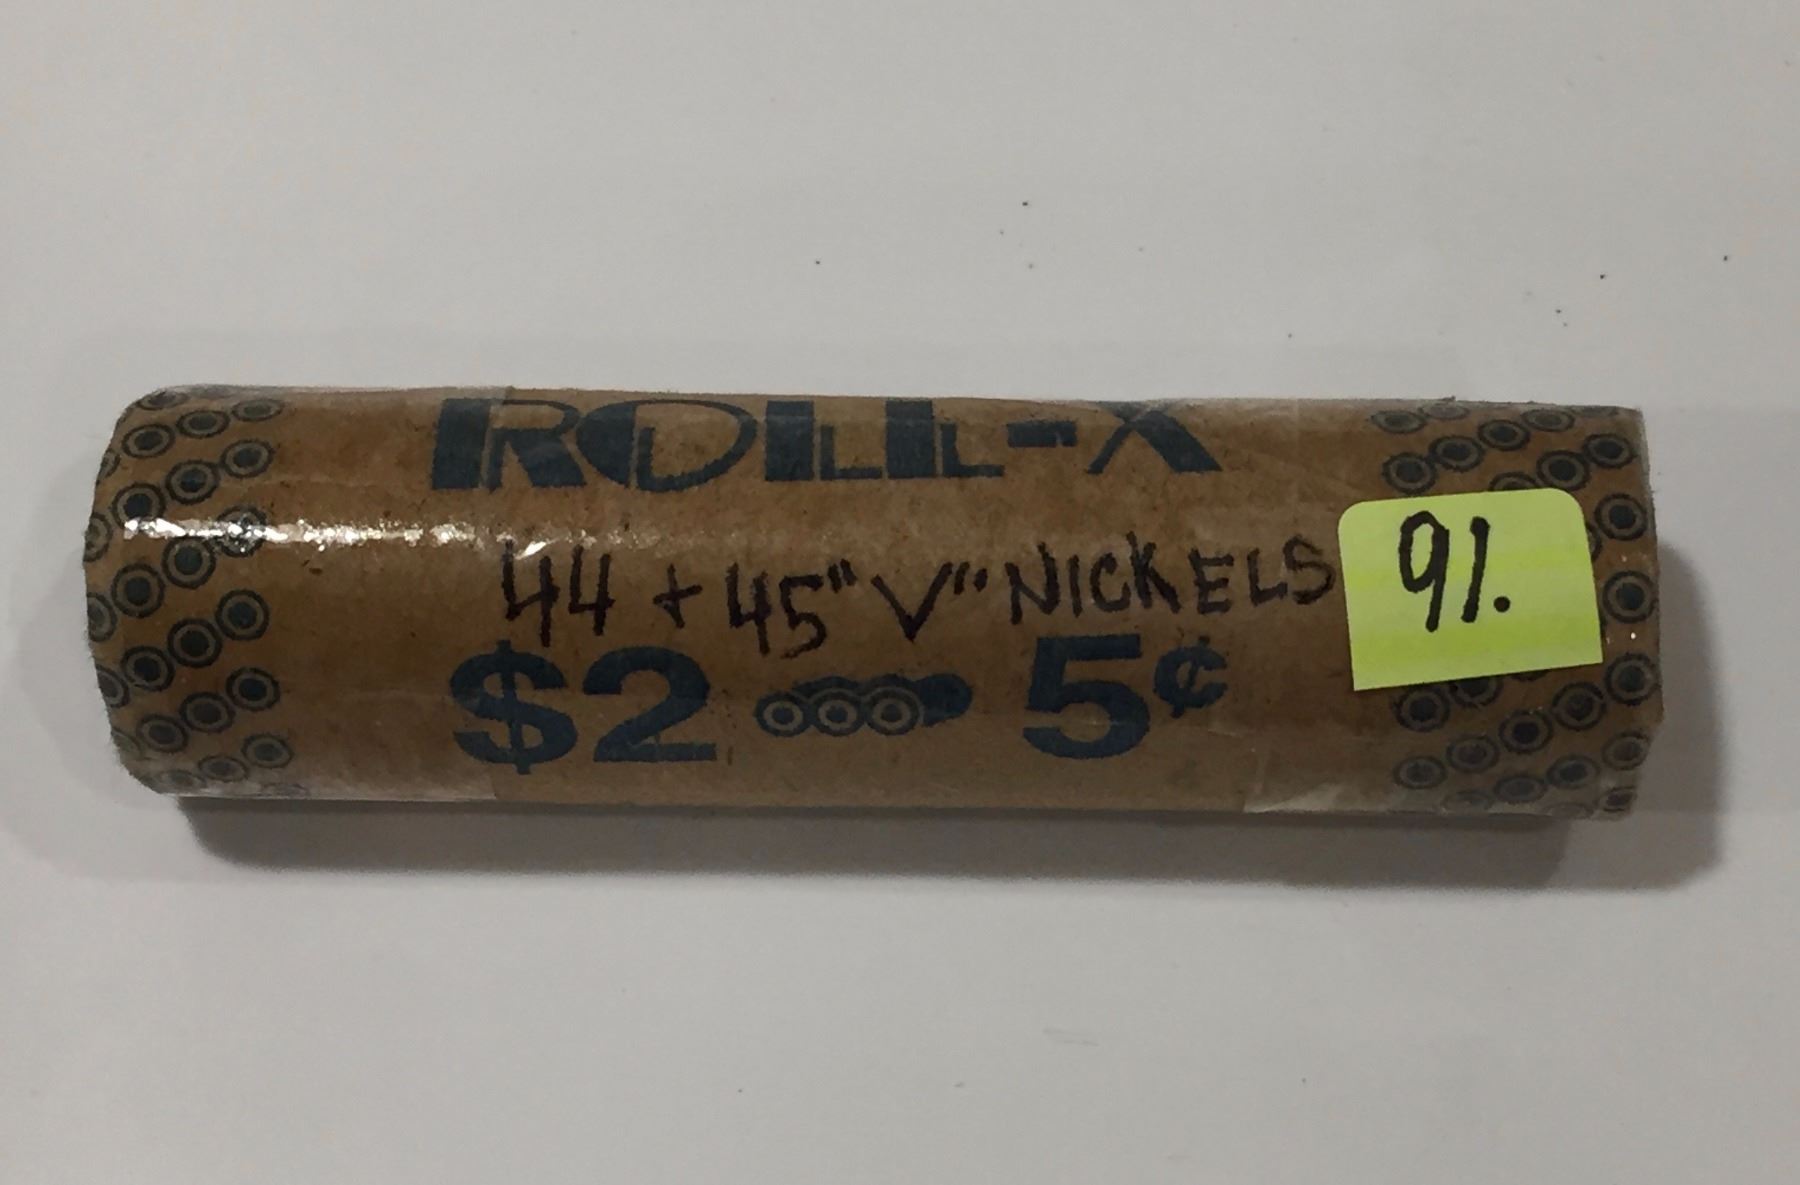 ROLL-X
44 + 45 "V" NICKELS
91.
$2 5¢